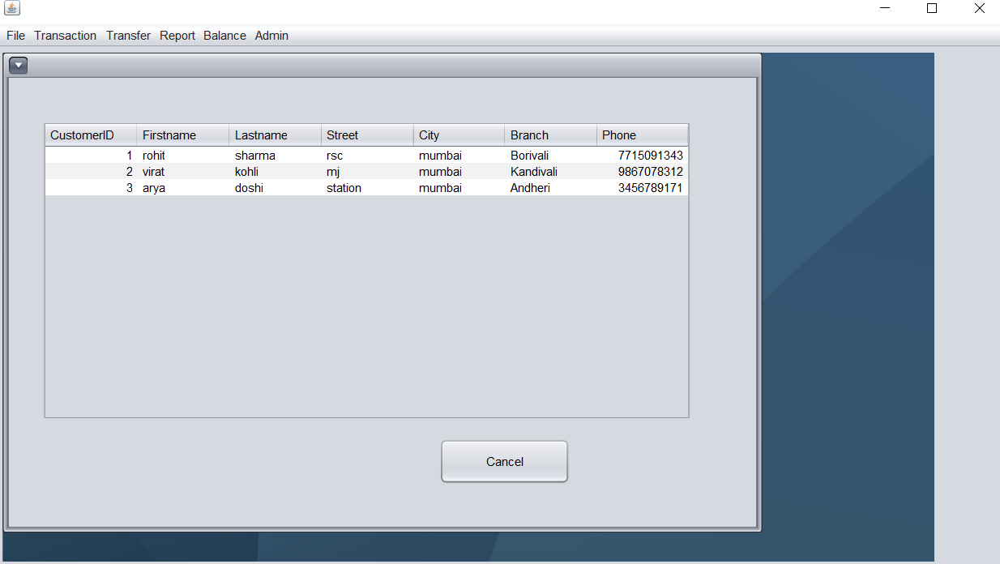 File Transaction Transfer Report Balance Admin
CustomerID Firstname Lastname Street City Branch Phone
1 rohit sharma rsc mumbai Borivali 7715091343
2 virat kohli mj mumbai Kandivali 9867078312
3 arya doshi station mumbai Andheri 3456789171
Cancel